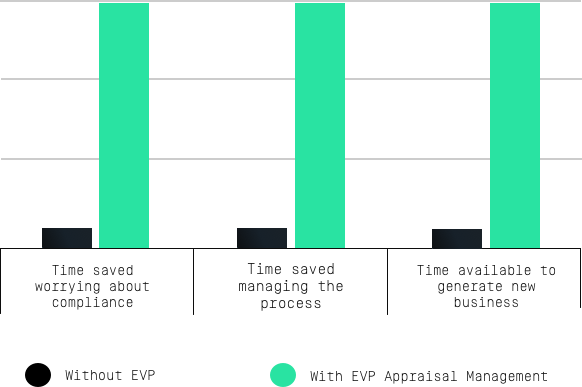 Time saved
worrying about
compliance
Time saved
managing the
process
Time available to
generate new
business
Without EVP
With EVP Appraisal Management